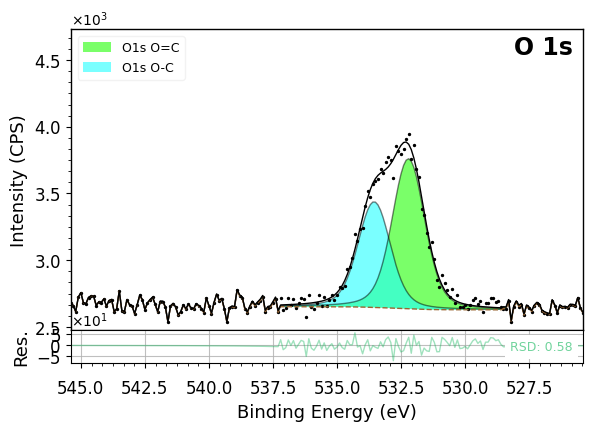 ×10³
O 1s
O1s O=C
O1s O-C
4.5
4.0
3.5
3.0
Intensity (CPS)
×10¹
2.5
0
−5
Res.
RSD: 0.58
545.0 542.5 540.0 537.5 535.0 532.5 530.0 527.5
Binding Energy (eV)